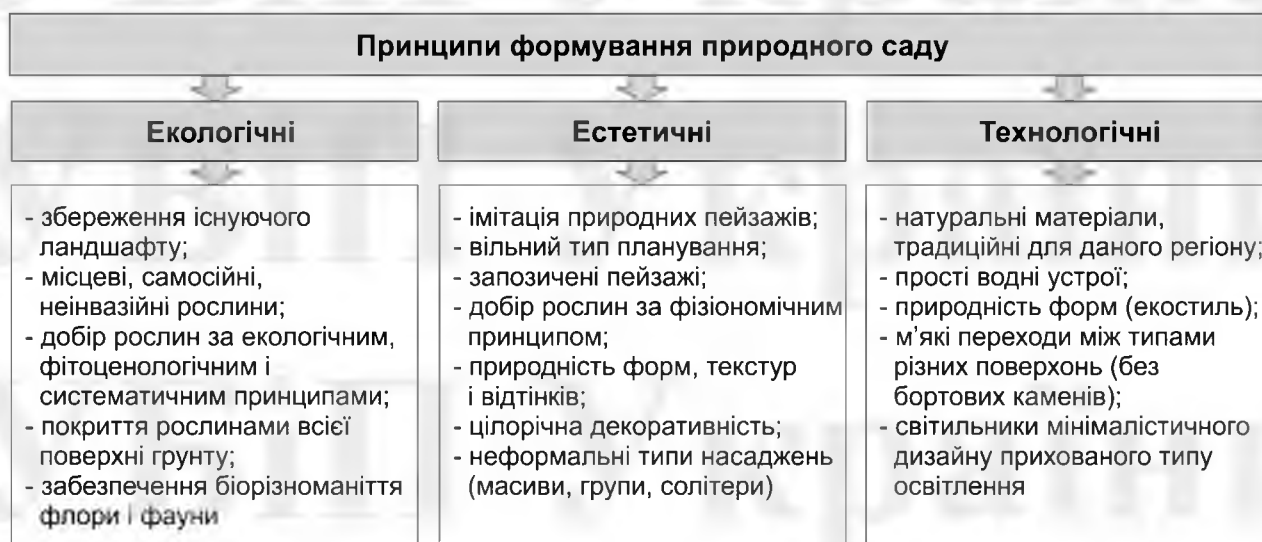 Принципи формування природного саду
Екологічні
Естетичні
Технологічні
- збереження існуючого
ландшафту;
- місцеві, самосійні,
неінвазійні рослини;
- добір рослин за екологічним,
фітоценологічним і
систематичним принципами;
- покриття рослинами всієї
поверхні грунту;
- забезпечення біорізноманіття
флори і фауни
- імітація природних пейзажів;
- вільний тип планування;
- запозичені пейзажі;
- добір рослин за фізіономічним
принципом;
- природність форм, текстур
і відтінків;
- цілорічна декоративність;
- неформальні типи насаджень
(масиви, групи, солітери)
- натуральні матеріали,
традиційні для даного регіону;
- прості водні устрої;
- природність форм (екостиль);
- м’які переходи між типами
різних поверхонь (без
бортових каменів);
- світильники мінімалістичного
дизайну прихованого типу
освітлення